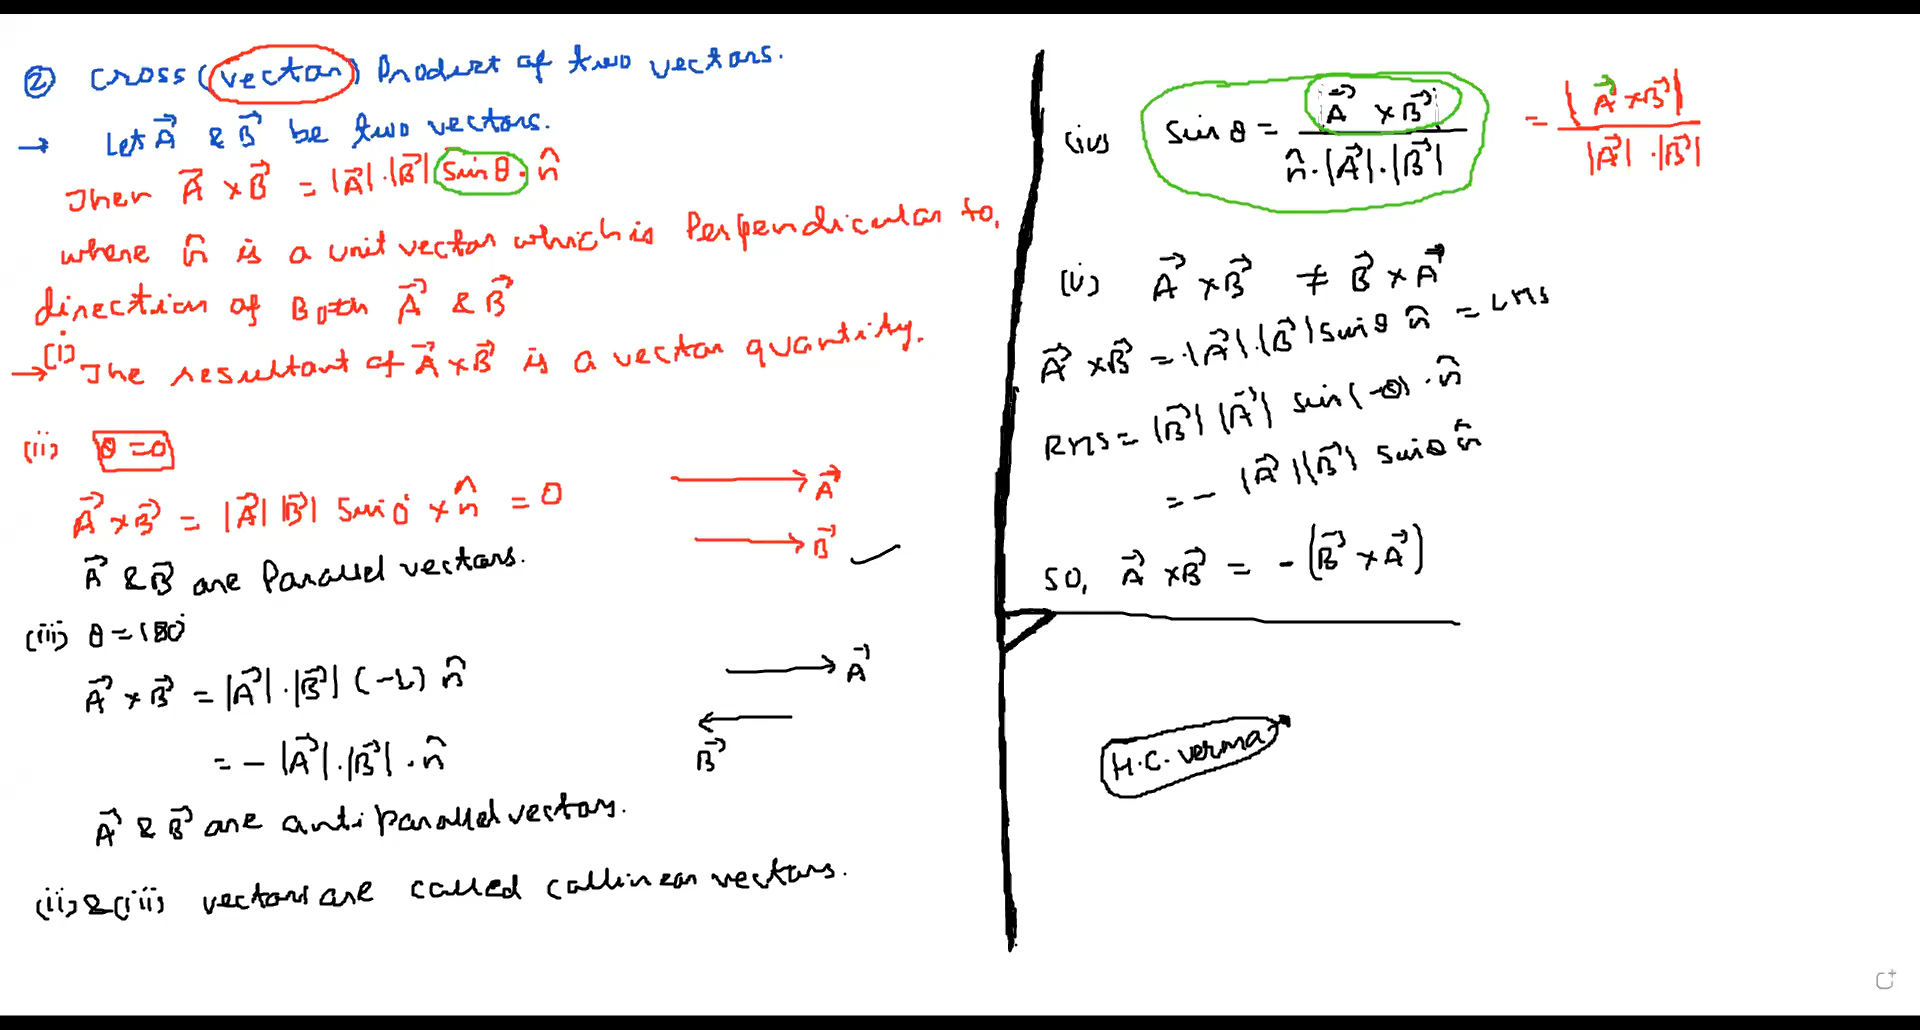 ② Cross (vector) Product of two vectors.
→ Let A⃗ & B⃗ be two vectors.
Then A⃗ × B⃗ = |A⃗|·|B⃗| sin θ · n̂
where n̂ is a unit vector which is perpendicular to,
direction of Both A⃗ & B⃗
→ (i) The resultant of A⃗ × B⃗ is a vector quantity.
(ii) θ = 0
A⃗ × B⃗ = |A⃗| |B⃗| Sin 0° × n̂ = 0
A⃗
B⃗
A⃗ & B⃗ are Parallel vectors.
(iii) θ = 180°
A⃗ × B⃗ = |A⃗|·|B⃗| (-1) n̂
A⃗
= - |A⃗|·|B⃗|· n̂
B⃗
A⃗ & B⃗ are anti Parallel vectors.
(ii) & (iii) vectors are called collinear vectors.
(iv) sin θ = A⃗ × B⃗ / n̂·|A⃗|·|B⃗| = |A⃗ × B⃗| / |A⃗|·|B⃗|
(v) A⃗ × B⃗ ≠ B⃗ × A⃗
A⃗ × B⃗ = ·|A⃗|·|B⃗| sin θ n̂ = LHS
RHS = |B⃗| |A⃗| sin(-θ) · n̂
= - |A⃗| |B⃗| sin θ n̂
SO, A⃗ × B⃗ = - (B⃗ × A⃗)
H.C. verma